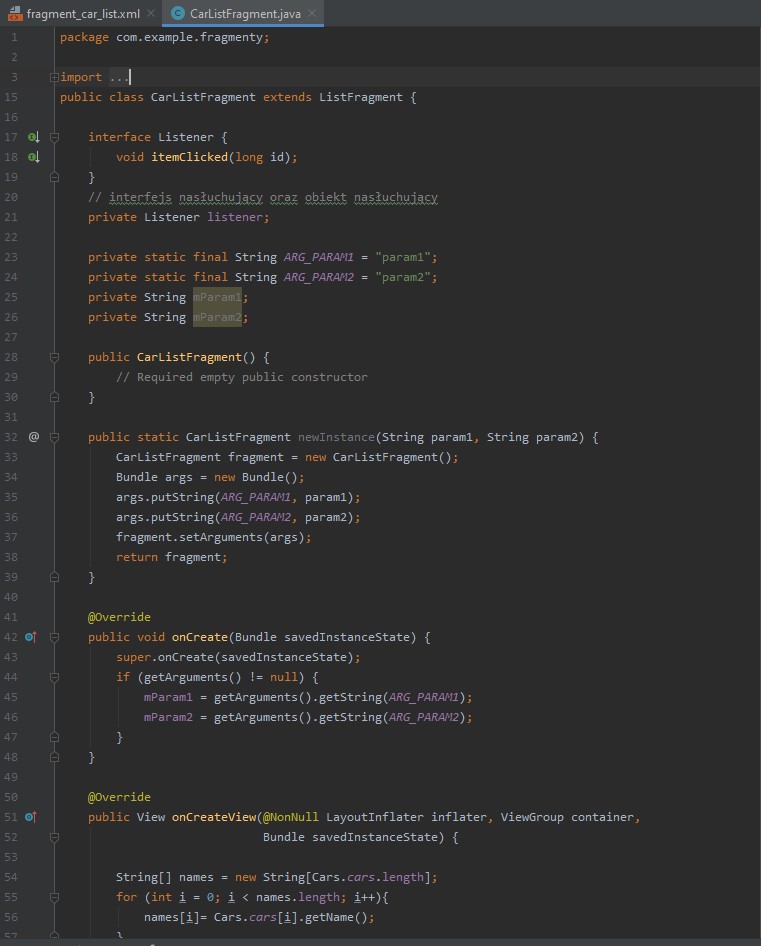 fragment_car_list.xml CarListFragment.java
1 package com.example.fragmenty;
2
3 import ...
15 public class CarListFragment extends ListFragment {
16
17 interface Listener {
18 void itemClicked(long id);
19 }
20 // interfejs nasłuchujący oraz obiekt nasłuchujący
21 private Listener listener;
22
23 private static final String ARG_PARAM1 = "param1";
24 private static final String ARG_PARAM2 = "param2";
25 private String mParam1;
26 private String mParam2;
27
28 public CarListFragment() {
29 // Required empty public constructor
30 }
31
32 @ public static CarListFragment newInstance(String param1, String param2) {
33 CarListFragment fragment = new CarListFragment();
34 Bundle args = new Bundle();
35 args.putString(ARG_PARAM1, param1);
36 args.putString(ARG_PARAM2, param2);
37 fragment.setArguments(args);
38 return fragment;
39 }
40
41 @Override
42 public void onCreate(Bundle savedInstanceState) {
43 super.onCreate(savedInstanceState);
44 if (getArguments() != null) {
45 mParam1 = getArguments().getString(ARG_PARAM1);
46 mParam2 = getArguments().getString(ARG_PARAM2);
47 }
48 }
49
50 @Override
51 public View onCreateView(@NonNull LayoutInflater inflater, ViewGroup container,
52 Bundle savedInstanceState) {
53
54 String[] names = new String[Cars.cars.length];
55 for (int i = 0; i < names.length; i++){
56 names[i]= Cars.cars[i].getName();
57 }